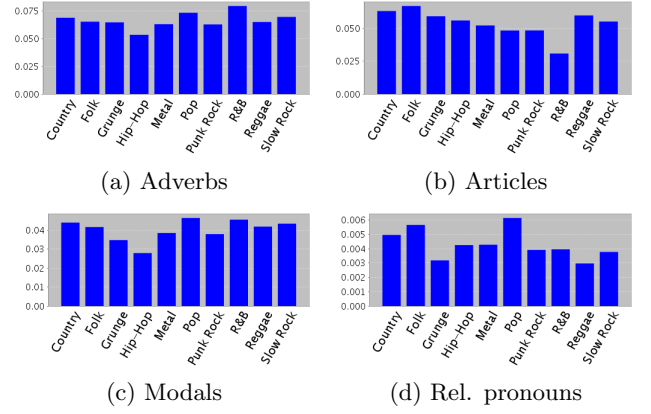 0.075
0.050
0.025
0.000
Country
Folk
Grunge
Hip-Hop
Metal
Pop
Punk Rock
R&B
Reggae
Slow Rock
(a) Adverbs
0.050
0.025
0.000
Country
Folk
Grunge
Hip-Hop
Metal
Pop
Punk Rock
R&B
Reggae
Slow Rock
(b) Articles
0.04
0.03
0.02
0.01
0.00
Country
Folk
Grunge
Hip-Hop
Metal
Pop
Punk Rock
R&B
Reggae
Slow Rock
(c) Modals
0.006
0.005
0.004
0.003
0.002
0.001
0.000
Country
Folk
Grunge
Hip-Hop
Metal
Pop
Punk Rock
R&B
Reggae
Slow Rock
(d) Rel. pronouns